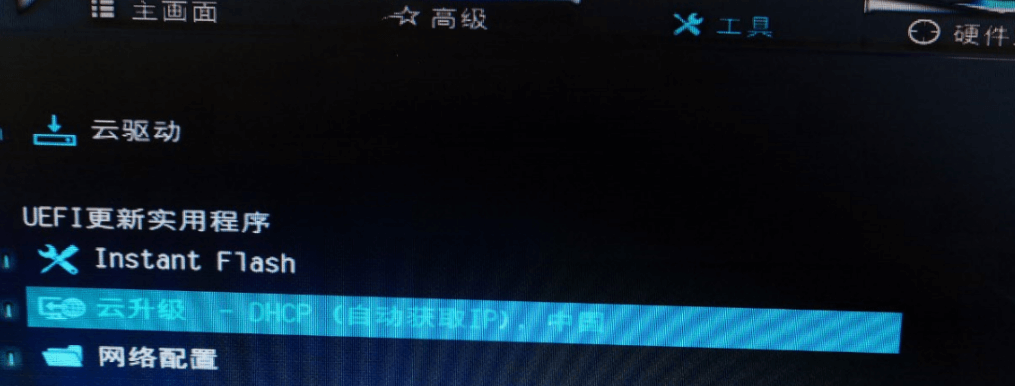 主画面
高级
工具
硬件
云驱动
UEFI更新实用程序
Instant Flash
云升级 - DHCP (自动获取IP), 中国
网络配置